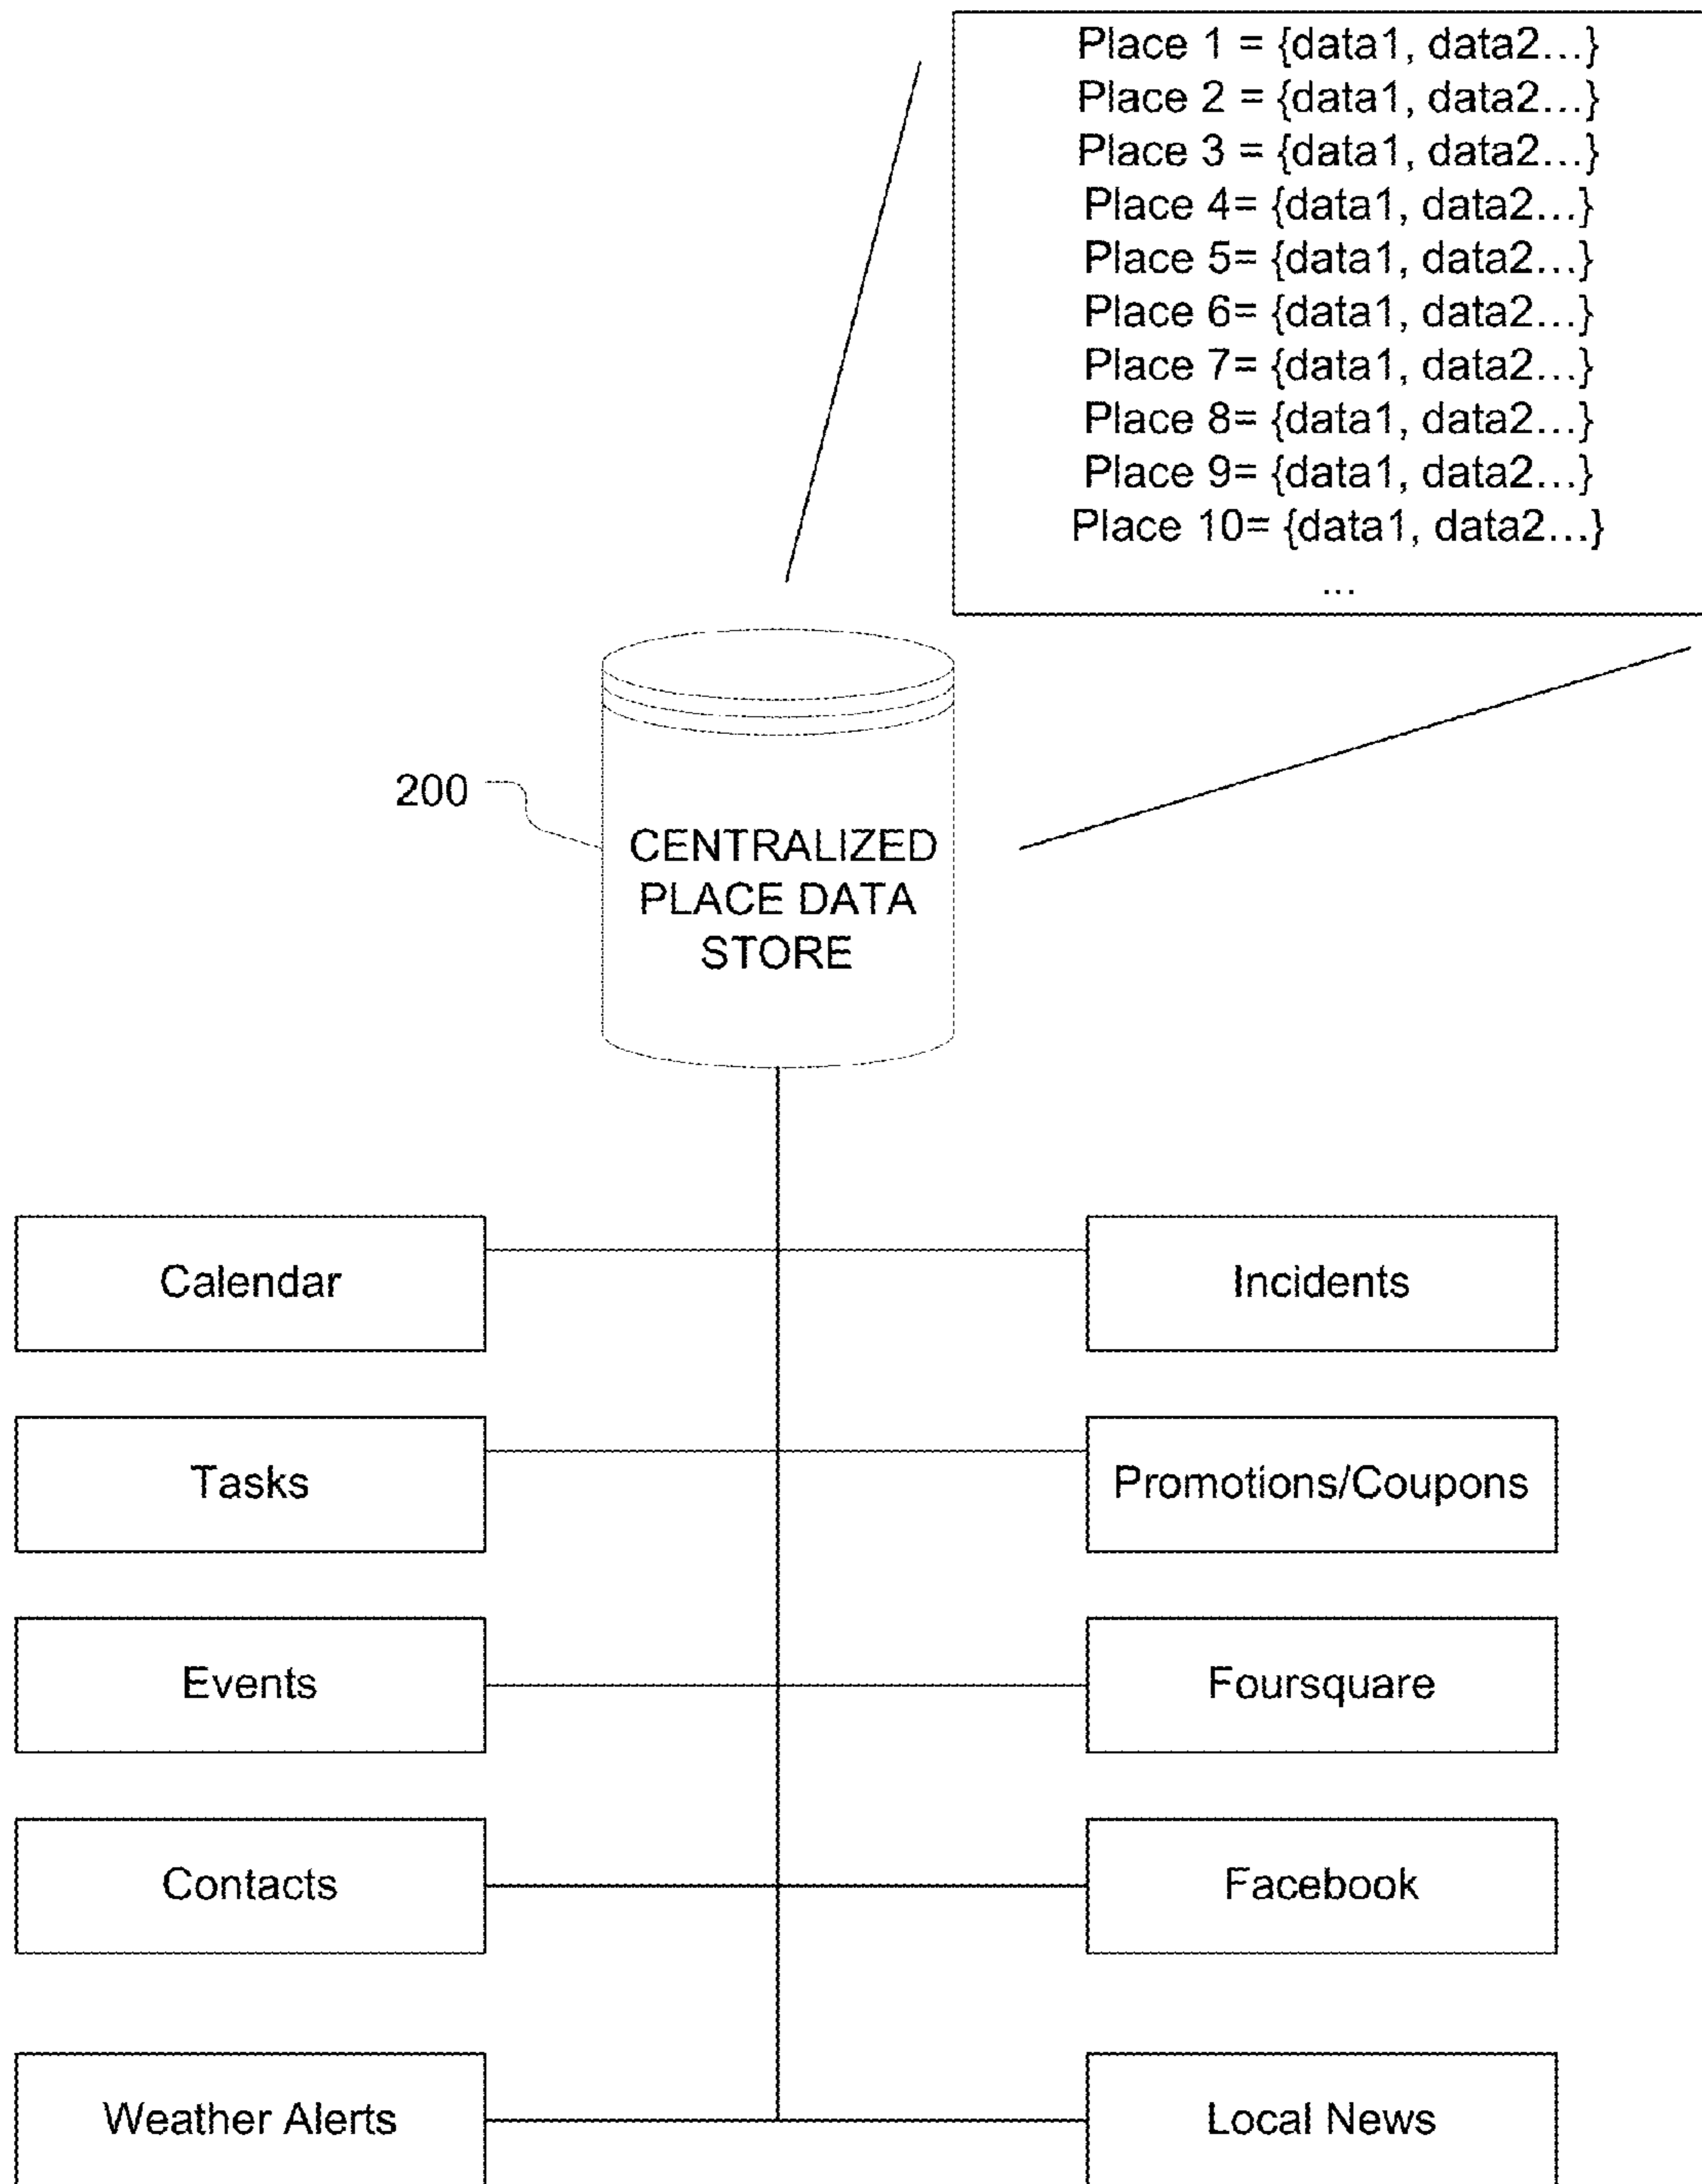 Place 1 = {data1, data2...}
Place 2 = {data1, data2...}
Place 3 = {data1, data2...}
Place 4= {data1, data2...}
Place 5= {data1, data2...}
Place 6= {data1, data2...}
Place 7= {data1, data2...}
Place 8= {data1, data2...}
Place 9= {data1, data2...}
Place 10= {data1, data2...}
...
200
CENTRALIZED
PLACE DATA
STORE
Calendar
Incidents
Tasks
Promotions/Coupons
Events
Foursquare
Contacts
Facebook
Weather Alerts
Local News